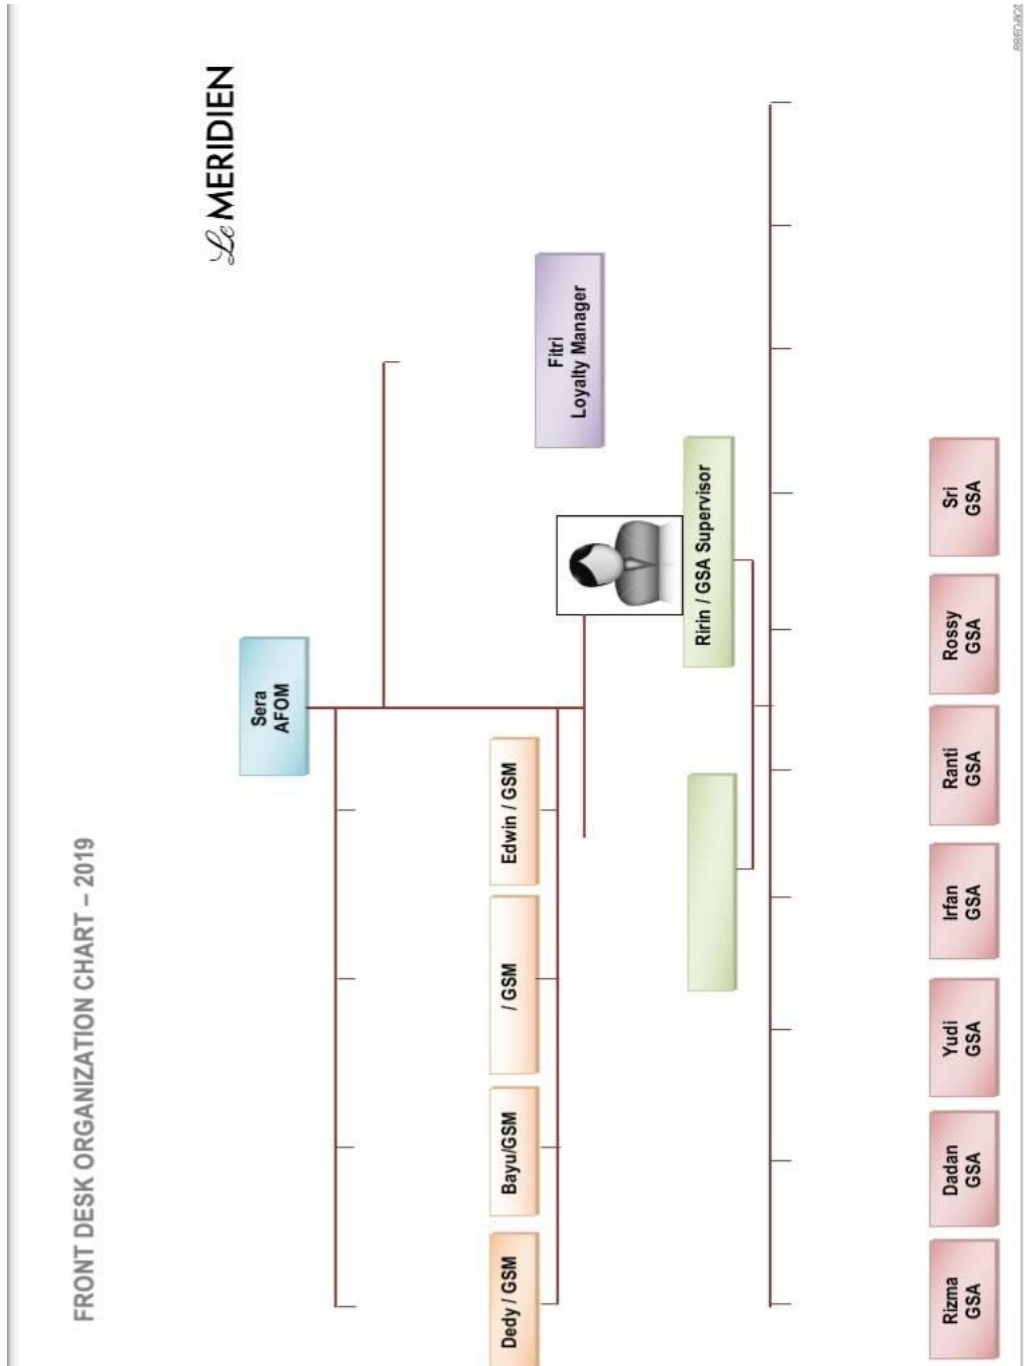 FRONT DESK ORGANIZATION CHART – 2019
Le MERIDIEN
Sera
AFOM
Dedy / GSM
Bayu/GSM
/ GSM
Edwin / GSM
Fitri
Loyalty Manager
Ririn / GSA Supervisor
Rizma
GSA
Dadan
GSA
Yudi
GSA
Irfan
GSA
Ranti
GSA
Rossy
GSA
Sri
GSA